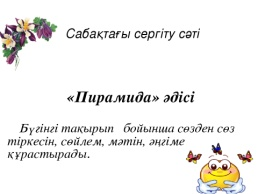 Сабақтағы сергіту сәті
«Пирамида» әдісі
Бүгінгі тақырып бойынша сөзден сөз
тіркесін, сөйлем, мәтін, әңгіме
құрастырады.